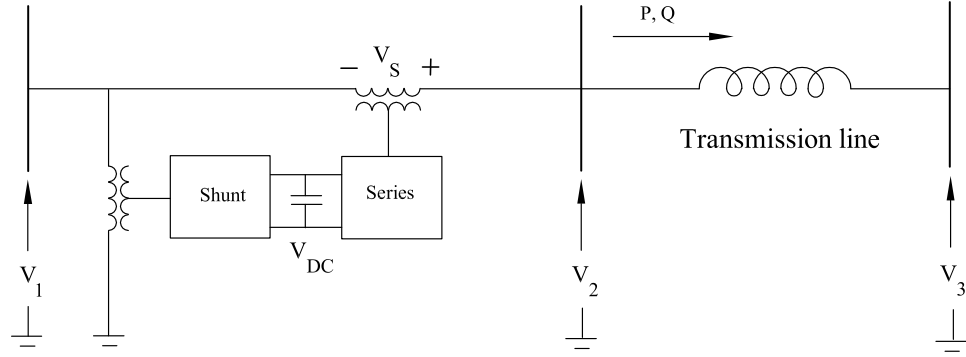 P, Q
− V_S +
Transmission line
Shunt
Series
V_DC
V_1
V_2
V_3